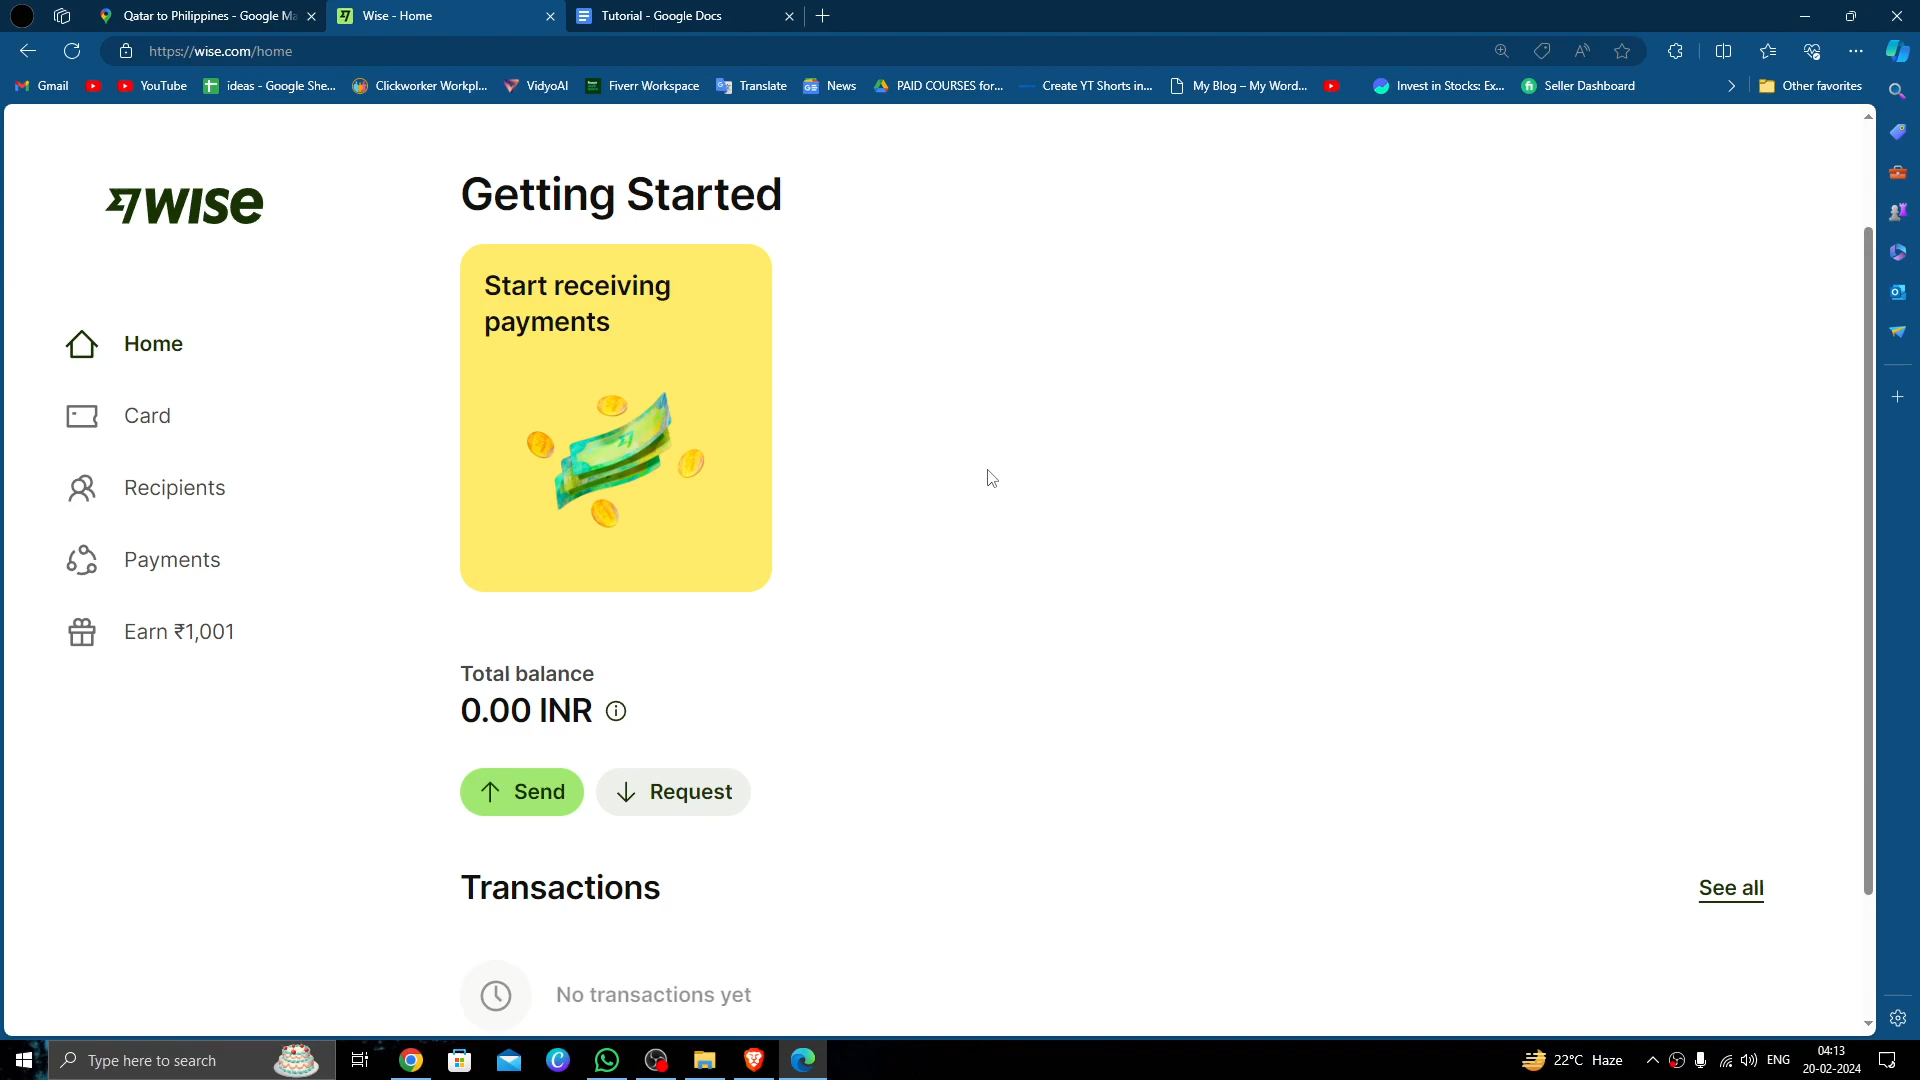 Qatar to Philippines - Google Ma
Wise - Home
Tutorial - Google Docs
https://wise.com/home
Gmail
YouTube
ideas - Google She...
Clickworker Workpl...
VidyoAI
Fiverr Workspace
Translate
News
PAID COURSES for...
Create YT Shorts in...
My Blog – My Word...
Invest in Stocks: Ex...
Seller Dashboard
Other favorites
WISE
Getting Started
Start receiving
payments
Home
Card
Recipients
Payments
Earn ₹1,001
Total balance
0.00 INR
Send
Request
Transactions
See all
No transactions yet
Type here to search
22°C Haze
ENG
04:13
20-02-2024